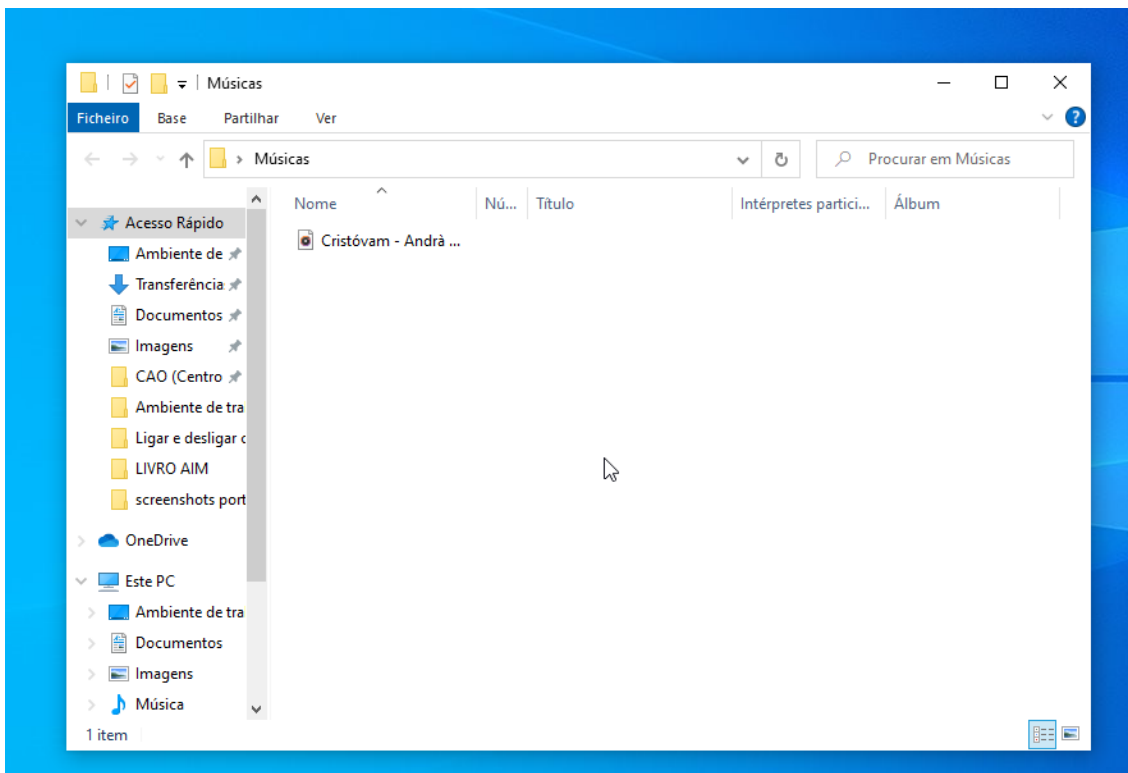 Músicas
Ficheiro Base Partilhar Ver
Músicas Procurar em Músicas
Nome Nú... Título Intérpretes partici... Álbum
Cristóvam - Andrà ...
Acesso Rápido
Ambiente de
Transferência
Documentos
Imagens
CAO (Centro
Ambiente de tra
Ligar e desligar c
LIVRO AIM
screenshots port
OneDrive
Este PC
Ambiente de tra
Documentos
Imagens
Música
1 item